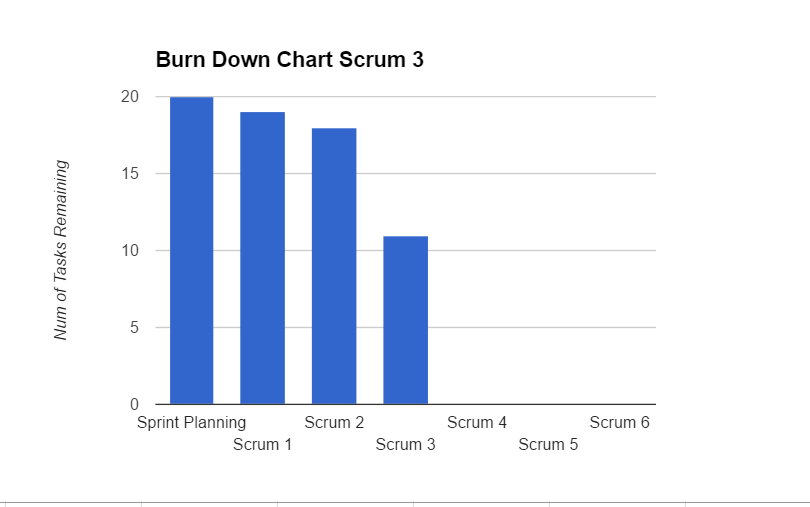 Burn Down Chart Scrum 3
Num of Tasks Remaining
20
15
10
5
0
Sprint Planning
Scrum 1
Scrum 2
Scrum 3
Scrum 4
Scrum 5
Scrum 6